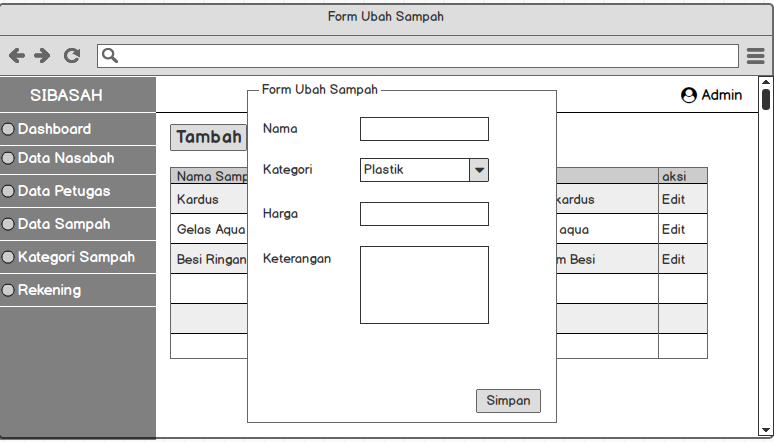 Form Ubah Sampah
SIBASAH
Admin
Dashboard
Data Nasabah
Data Petugas
Data Sampah
Kategori Sampah
Rekening
Tambah
Nama Samp
aksi
Kardus
kardus
Edit
Gelas Aqua
aqua
Edit
Besi Ringan
m Besi
Edit
Form Ubah Sampah
Nama
Kategori
Plastik
Harga
Keterangan
Simpan